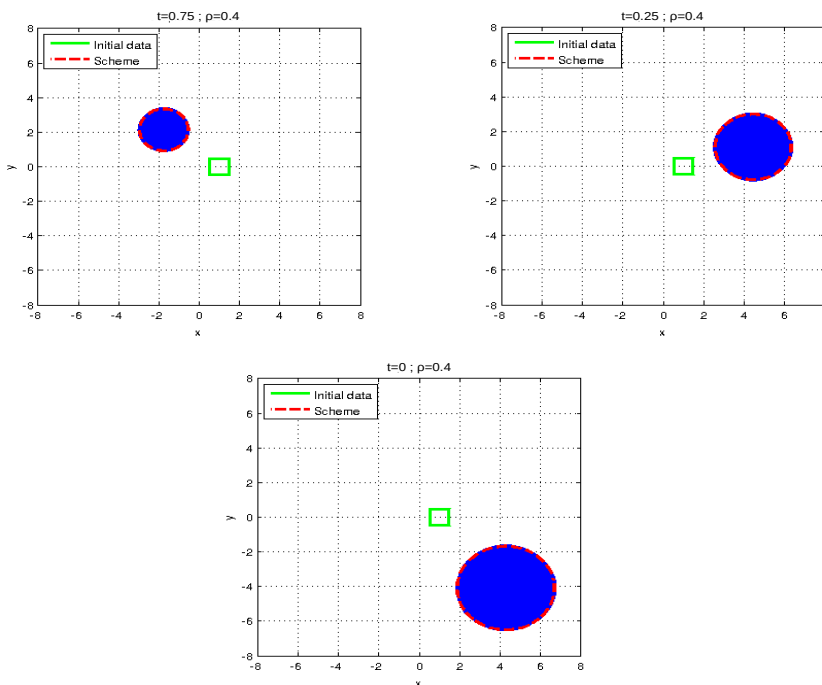 t=0.75 ; ρ=0.4
Initial data
Scheme
8
6
4
2
0
-2
-4
-6
-8
y
-8 -6 -4 -2 0 2 4 6 8
x
t=0.25 ; ρ=0.4
Initial data
Scheme
8
6
4
2
0
-2
-4
-6
-8
y
-8 -6 -4 -2 0 2 4 6
x
t=0 ; ρ=0.4
Initial data
Scheme
8
6
4
2
0
-2
-4
-6
-8
y
-8 -6 -4 -2 0 2 4 6 8
x